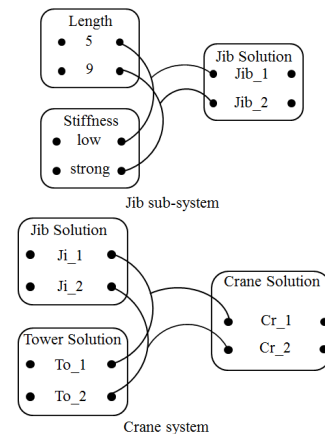 Length
5
9
Stiffness
low
strong
Jib Solution
Jib_1
Jib_2
Jib sub-system
Jib Solution
Ji_1
Ji_2
Tower Solution
To_1
To_2
Crane Solution
Cr_1
Cr_2
Crane system